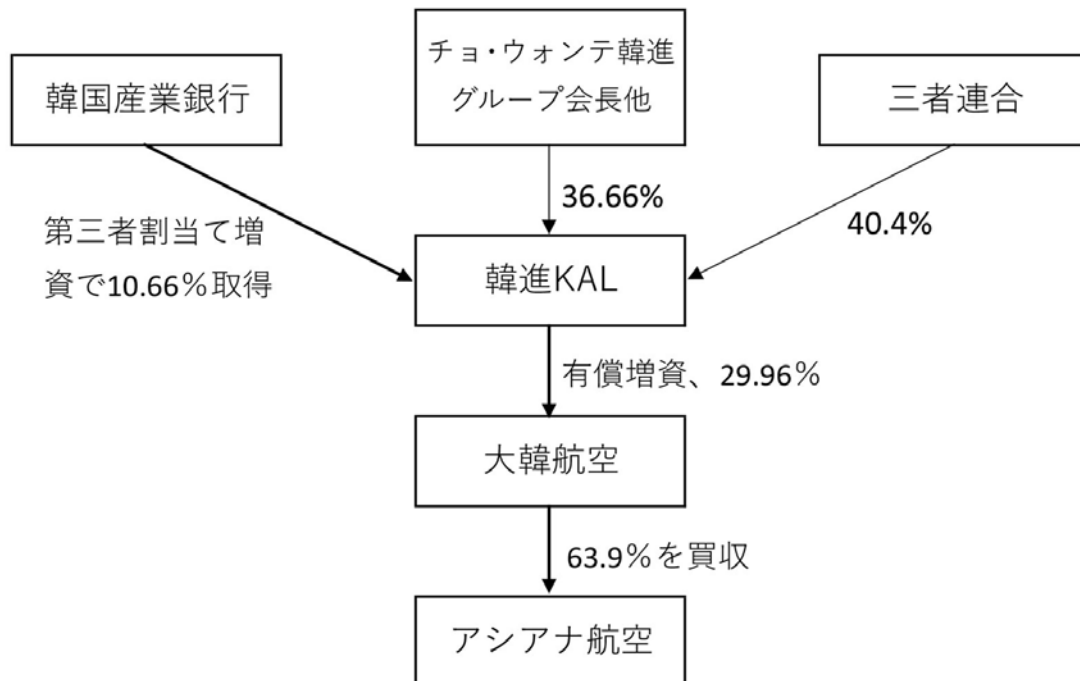 韓国産業銀行
チョ・ウォンテ韓進
グループ会長他
三者連合
第三者割当て増
資で10.66％取得
36.66%
40.4%
韓進KAL
有償増資、29.96％
大韓航空
63.9％を買収
アシアナ航空